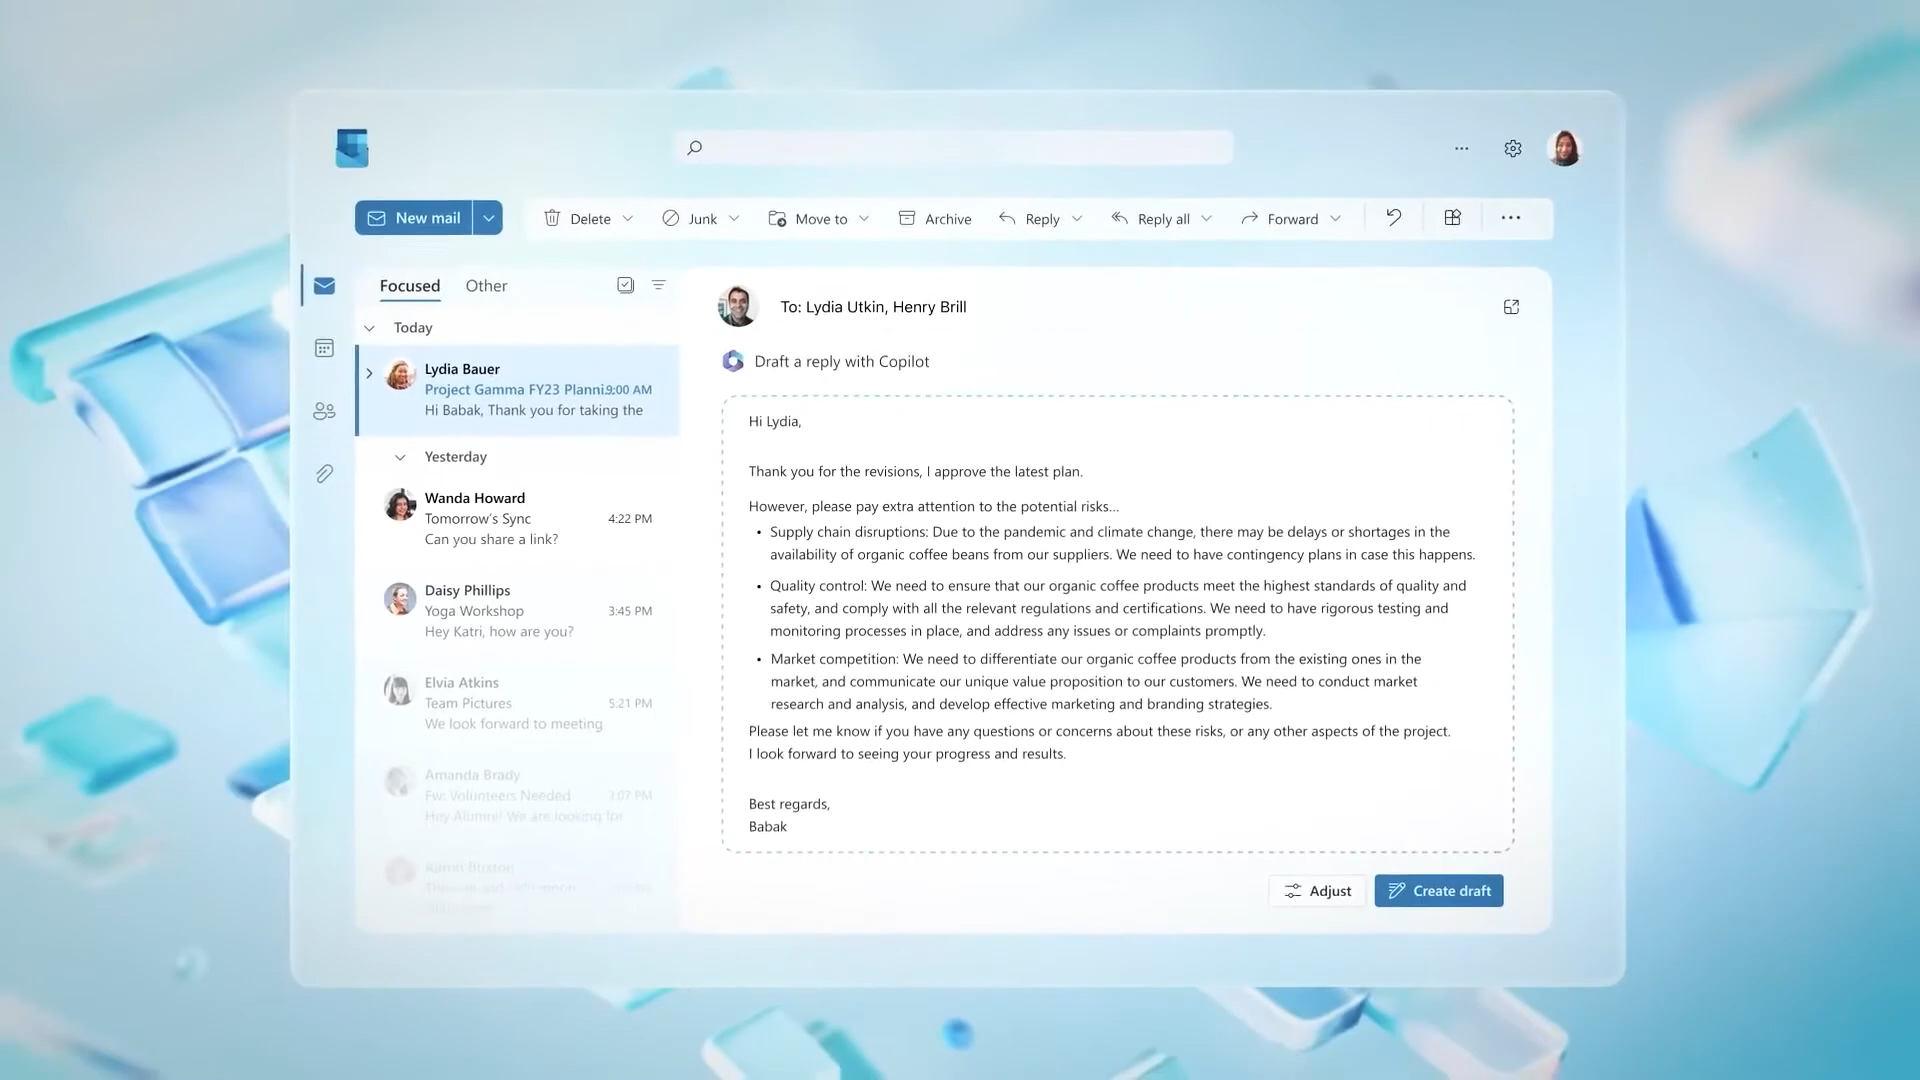 New mail
Delete
Junk
Move to
Archive
Reply
Reply all
Forward
Focused
Other
Today
Lydia Bauer
Project Gamma FY23 Planni... 9:00 AM
Hi Babak, Thank you for taking the
Yesterday
Wanda Howard
Tomorrow's Sync 4:22 PM
Can you share a link?
Daisy Phillips
Yoga Workshop 3:45 PM
Hey Katri, how are you?
Elvia Atkins
Team Pictures 5:21 PM
We look forward to meeting
Amanda Brady
Fw: Volunteers Needed 3:07 PM
Hey Alumni! We are looking for
To: Lydia Utkin, Henry Brill
Draft a reply with Copilot
Hi Lydia,
Thank you for the revisions, I approve the latest plan.
However, please pay extra attention to the potential risks...
• Supply chain disruptions: Due to the pandemic and climate change, there may be delays or shortages in the
availability of organic coffee beans from our suppliers. We need to have contingency plans in case this happens.
• Quality control: We need to ensure that our organic coffee products meet the highest standards of quality and
safety, and comply with all the relevant regulations and certifications. We need to have rigorous testing and
monitoring processes in place, and address any issues or complaints promptly.
• Market competition: We need to differentiate our organic coffee products from the existing ones in the
market, and communicate our unique value proposition to our customers. We need to conduct market
research and analysis, and develop effective marketing and branding strategies.
Please let me know if you have any questions or concerns about these risks, or any other aspects of the project.
I look forward to seeing your progress and results.
Best regards,
Babak
Adjust
Create draft